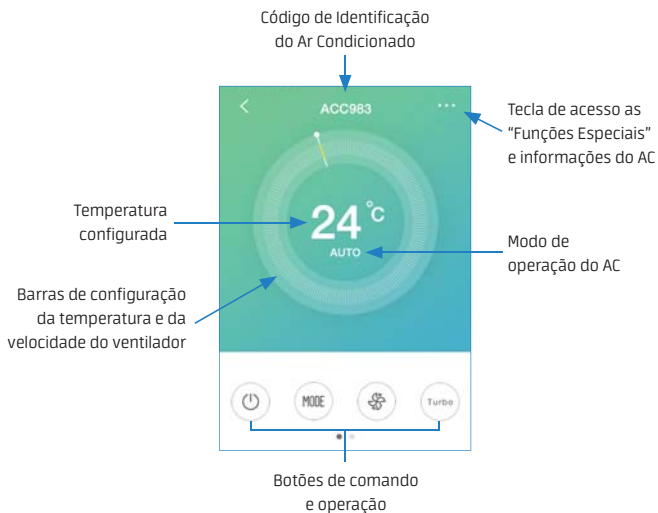 Código de Identificação
do Ar Condicionado
ACC983
Tecla de acesso as
“Funções Especiais”
e informações do AC
Temperatura
configurada
24°C
AUTO
Modo de
operação do AC
Barras de configuração
da temperatura e da
velocidade do ventilador
MODE
Turbo
Botões de comando
e operação